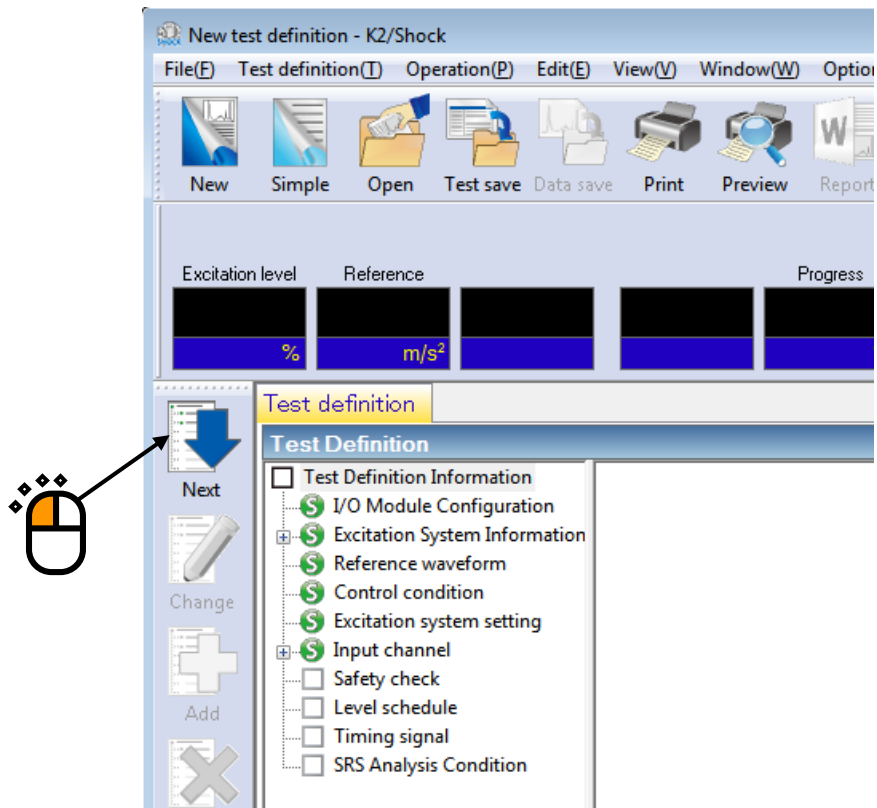 SHOCK New test definition - K2/Shock
File(F) Test definition(T) Operation(P) Edit(E) View(V) Window(W) Option
W
New Simple Open Test save Data save Print Preview Report
Excitation level Reference Progress
% m/s²
Test definition
Test Definition
Next
Change
Add
Test Definition Information
S I/O Module Configuration
S Excitation System Information
S Reference waveform
S Control condition
S Excitation system setting
S Input channel
Safety check
Level schedule
Timing signal
SRS Analysis Condition